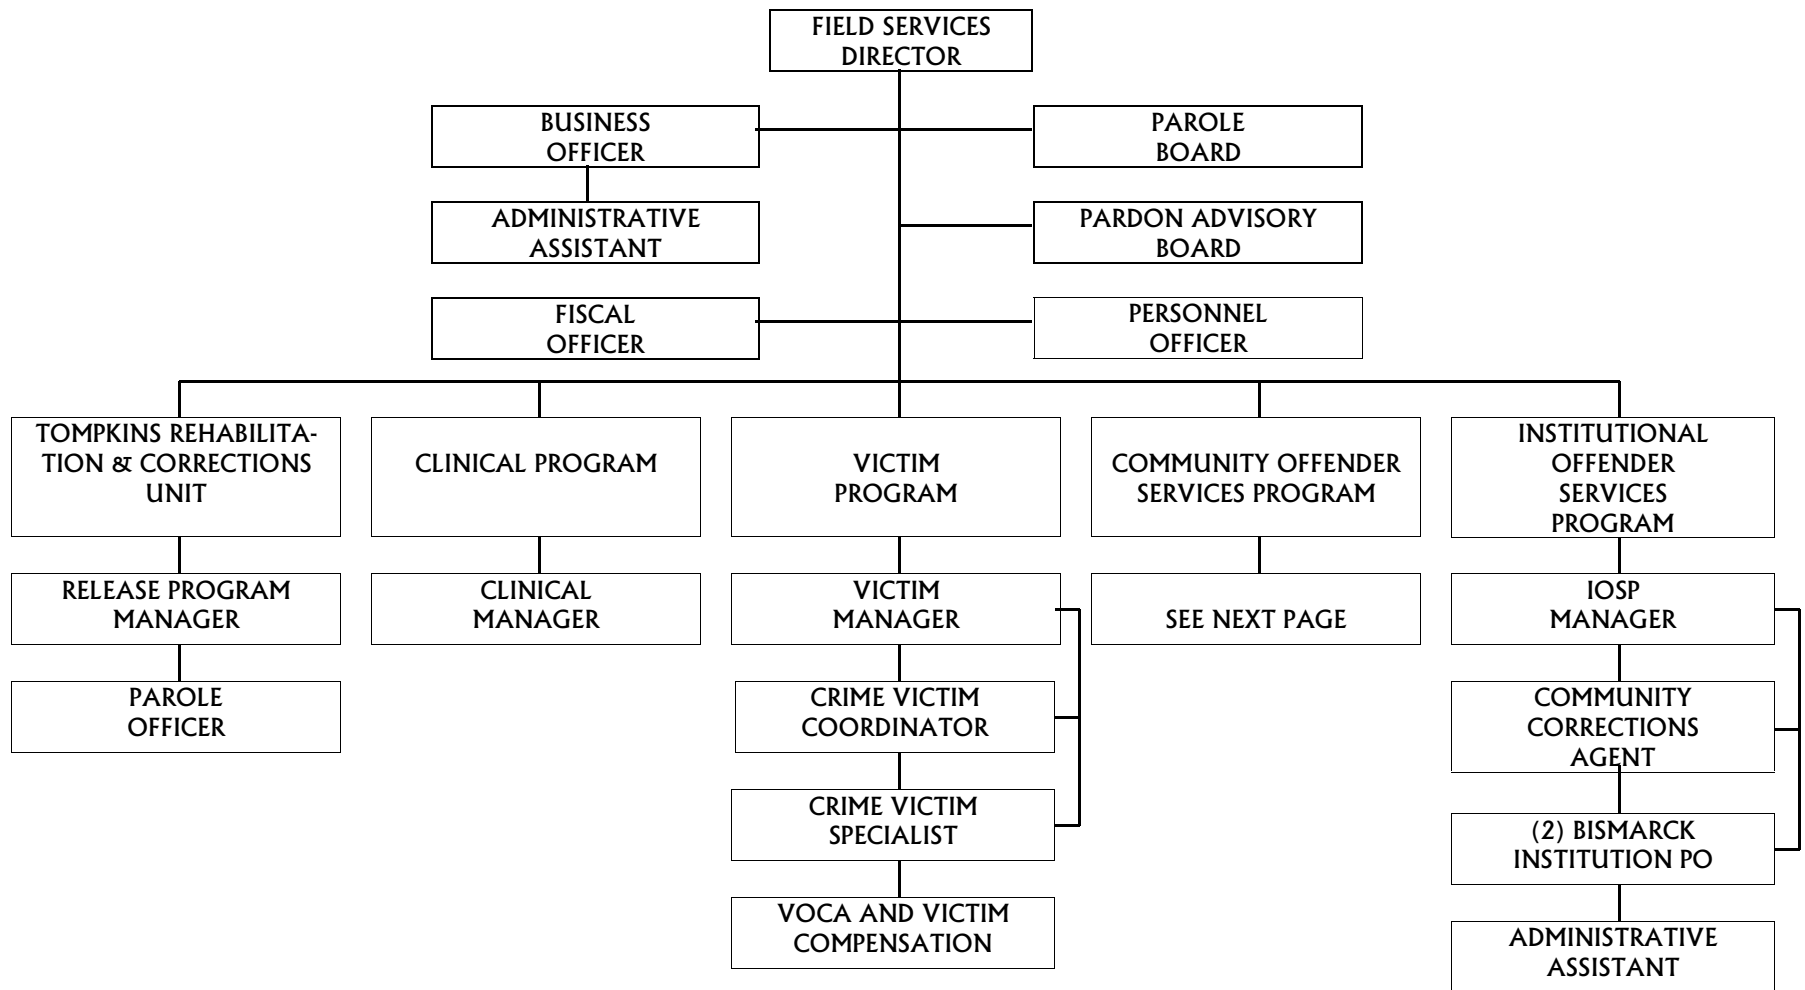 FIELD SERVICES
DIRECTOR
BUSINESS
OFFICER
PAROLE
BOARD
ADMINISTRATIVE
ASSISTANT
PARDON ADVISORY
BOARD
FISCAL
OFFICER
PERSONNEL
OFFICER
TOMPKINS REHABILITA-
TION & CORRECTIONS
UNIT
CLINICAL PROGRAM
VICTIM
PROGRAM
COMMUNITY OFFENDER
SERVICES PROGRAM
INSTITUTIONAL
OFFENDER
SERVICES
PROGRAM
RELEASE PROGRAM
MANAGER
CLINICAL
MANAGER
VICTIM
MANAGER
SEE NEXT PAGE
IOSP
MANAGER
PAROLE
OFFICER
CRIME VICTIM
COORDINATOR
COMMUNITY
CORRECTIONS
AGENT
CRIME VICTIM
SPECIALIST
(2) BISMARCK
INSTITUTION PO
VOCA AND VICTIM
COMPENSATION
ADMINISTRATIVE
ASSISTANT